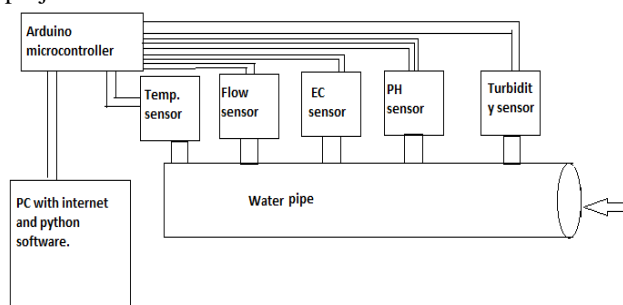 Arduino
microcontroller
Temp.
sensor
Flow
sensor
EC
sensor
PH
sensor
Turbidit
y sensor
Water pipe
PC with internet
and python
software.